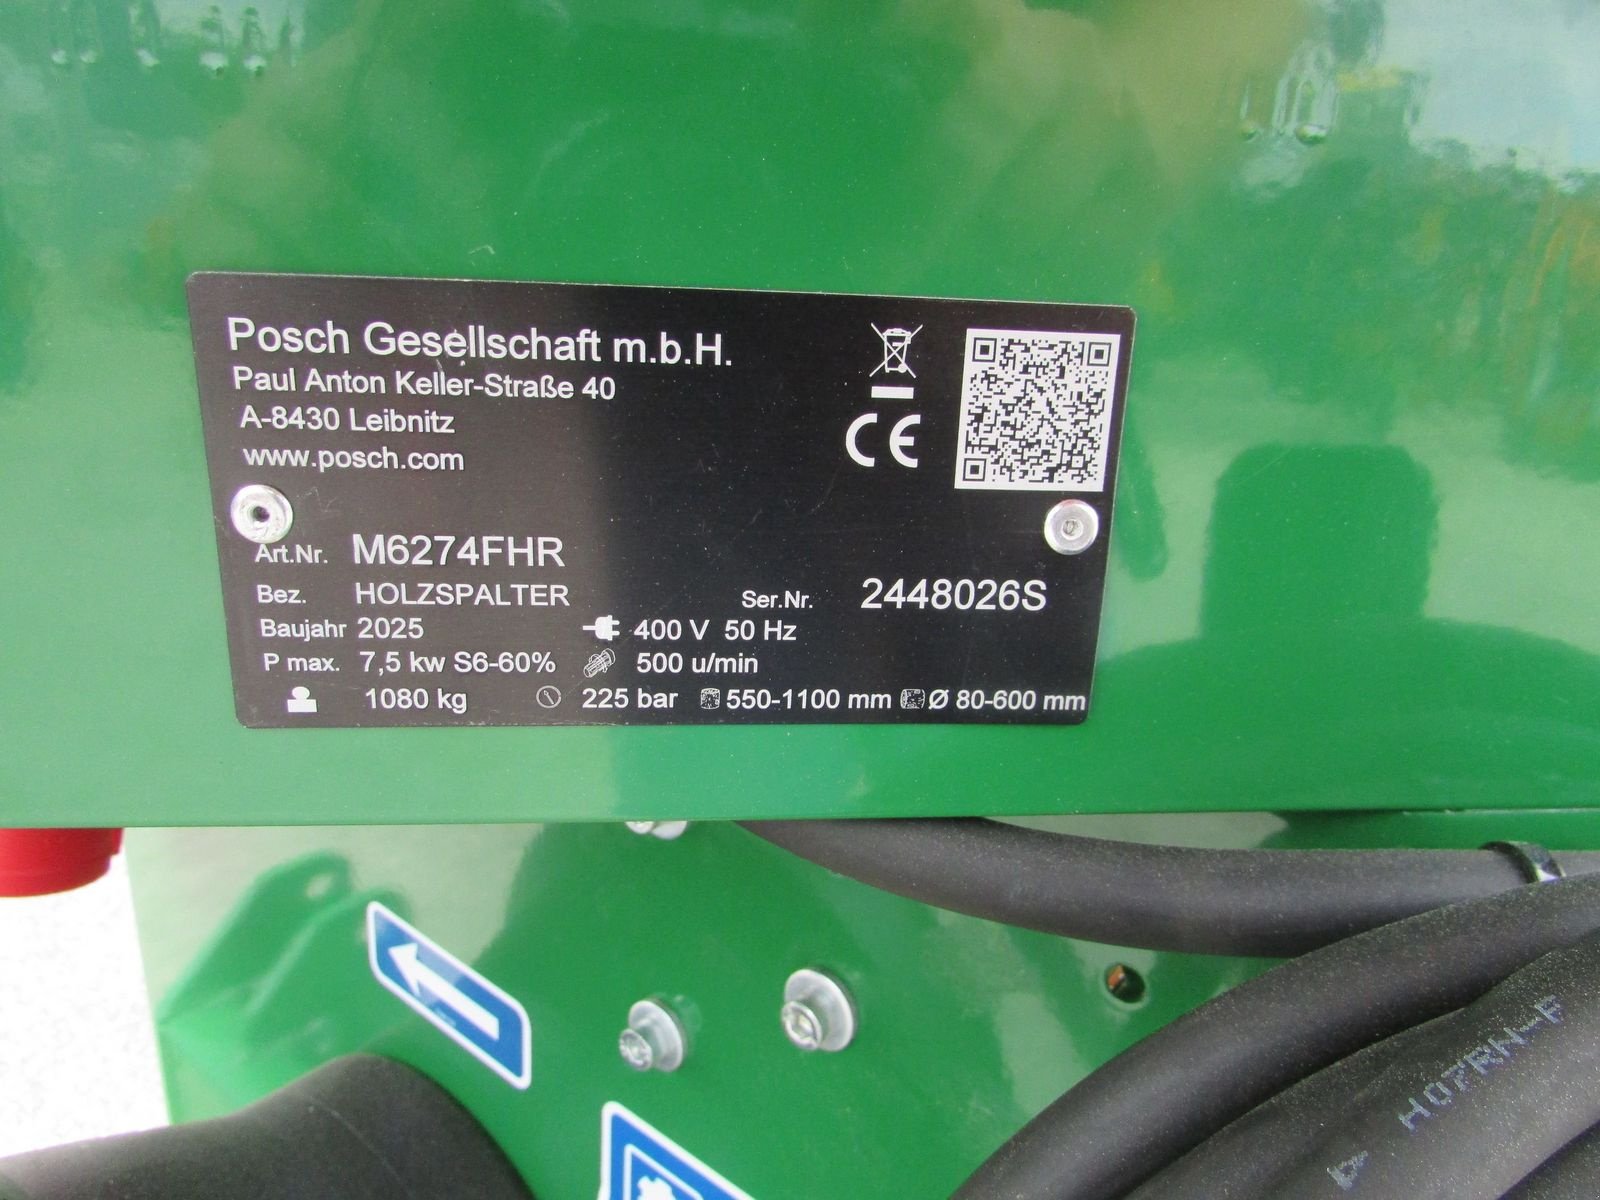 Posch Gesellschaft m.b.H.
Paul Anton Keller-Straße 40
A-8430 Leibnitz
www.posch.com
CE
Art.Nr. M6274FHR
Bez. HOLZSPALTER Ser.Nr. 2448026S
Baujahr 2025 400 V 50 Hz
P max. 7,5 kw S6-60% 500 u/min
1080 kg 225 bar 550-1100 mm Ø 80-600 mm
H07RN-F